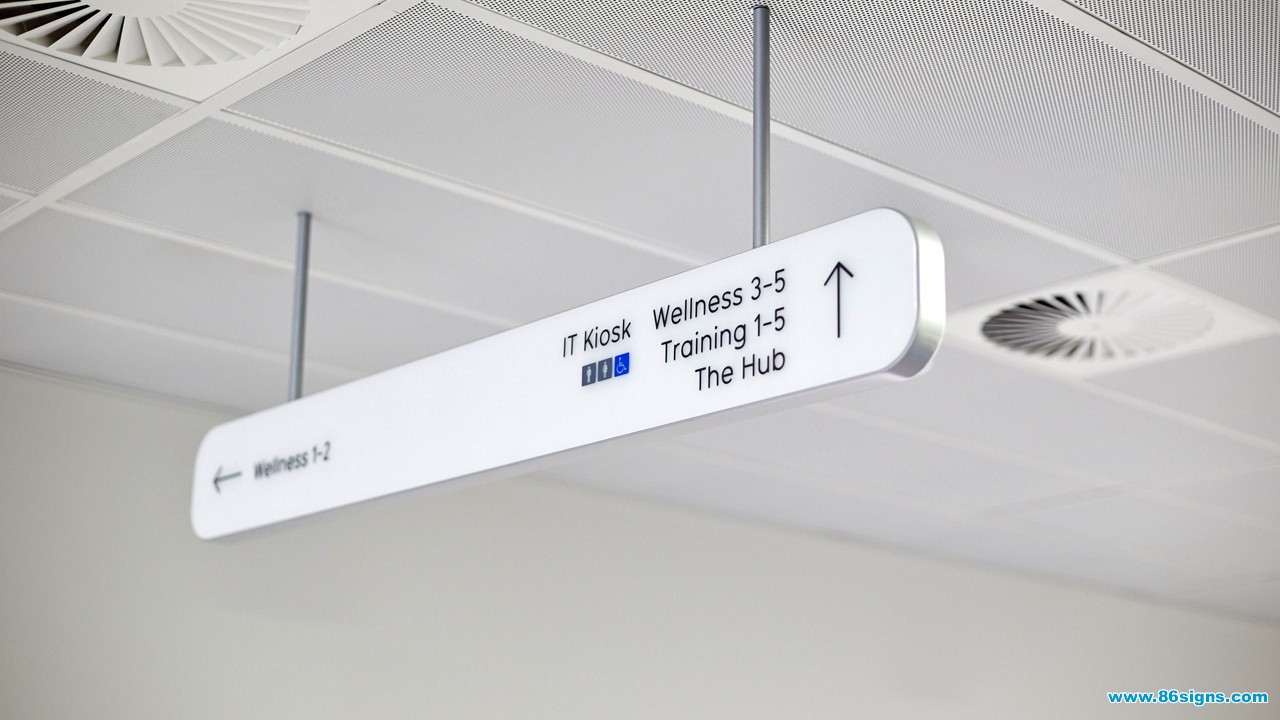 ← Wellness 1-2
IT Kiosk
Wellness 3-5
Training 1-5
The Hub
↑
www.86signs.com